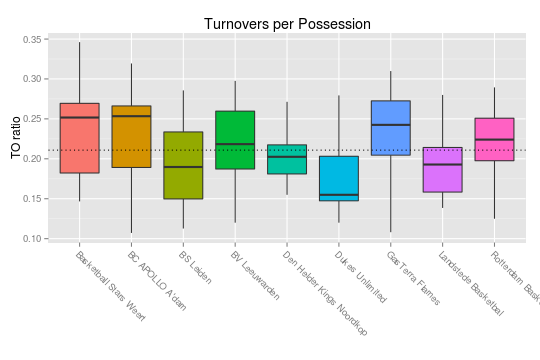 Turnovers per Possession
TO ratio
0.35
0.30
0.25
0.20
0.15
0.10
Basketball Stars Weert
BC APOLLO A'dam
BS Leiden
BV Leeuwarden
Den Helder Kings Noordkop
Dukes Unlimited
GasTerra Flames
Landstede Basketbal
Rotterdam Bask